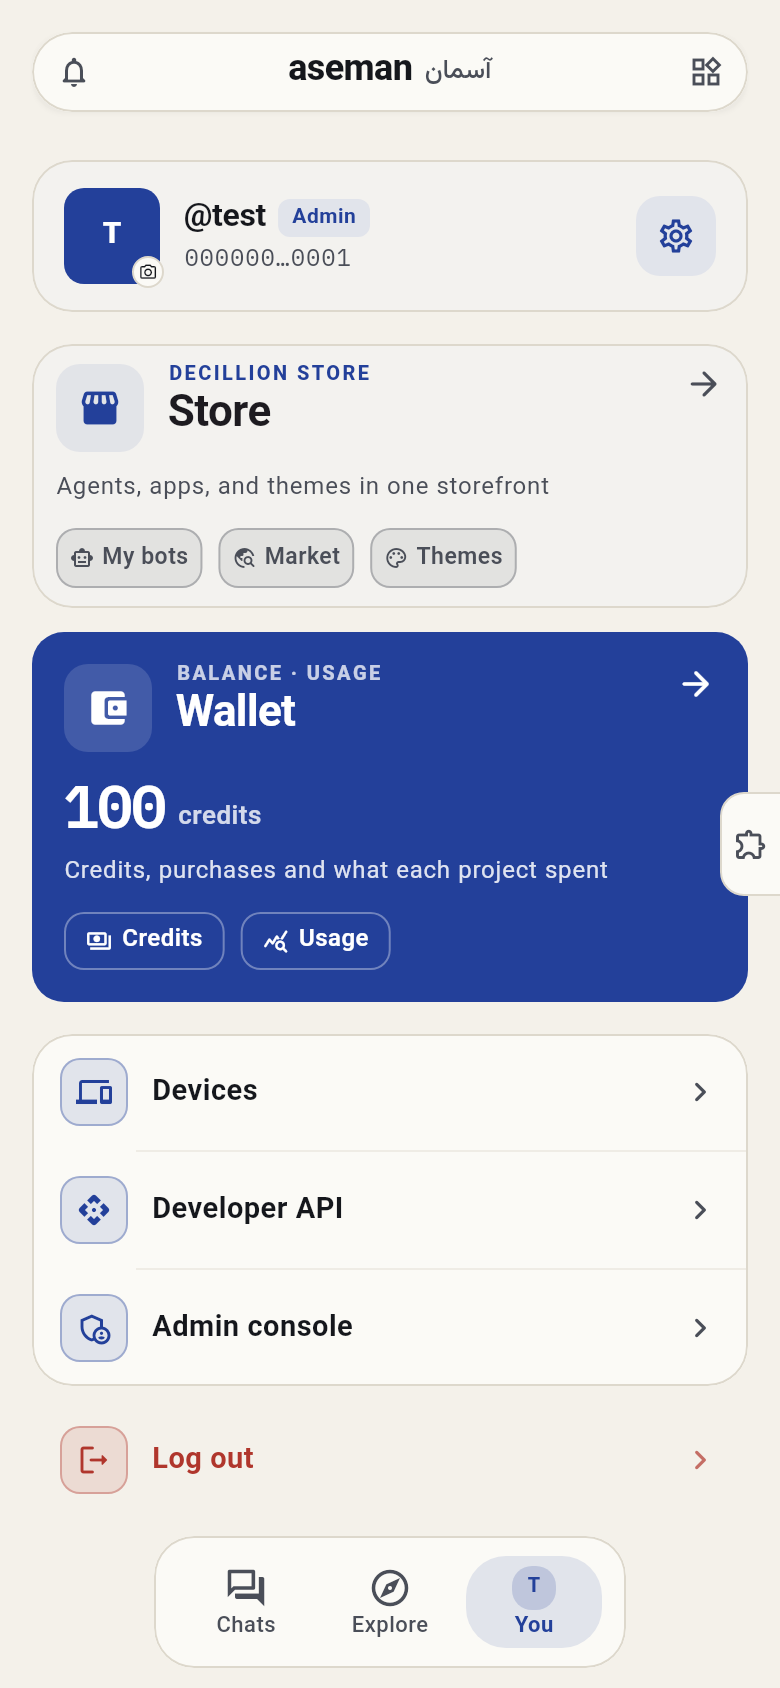 aseman آسمان
T
@test Admin
000000…0001
DECILLION STORE
Store
Agents, apps, and themes in one storefront
My bots Market Themes
BALANCE · USAGE
Wallet
100 credits
Credits, purchases and what each project spent
Credits Usage
Devices
Developer API
Admin console
Log out
T
Chats Explore You